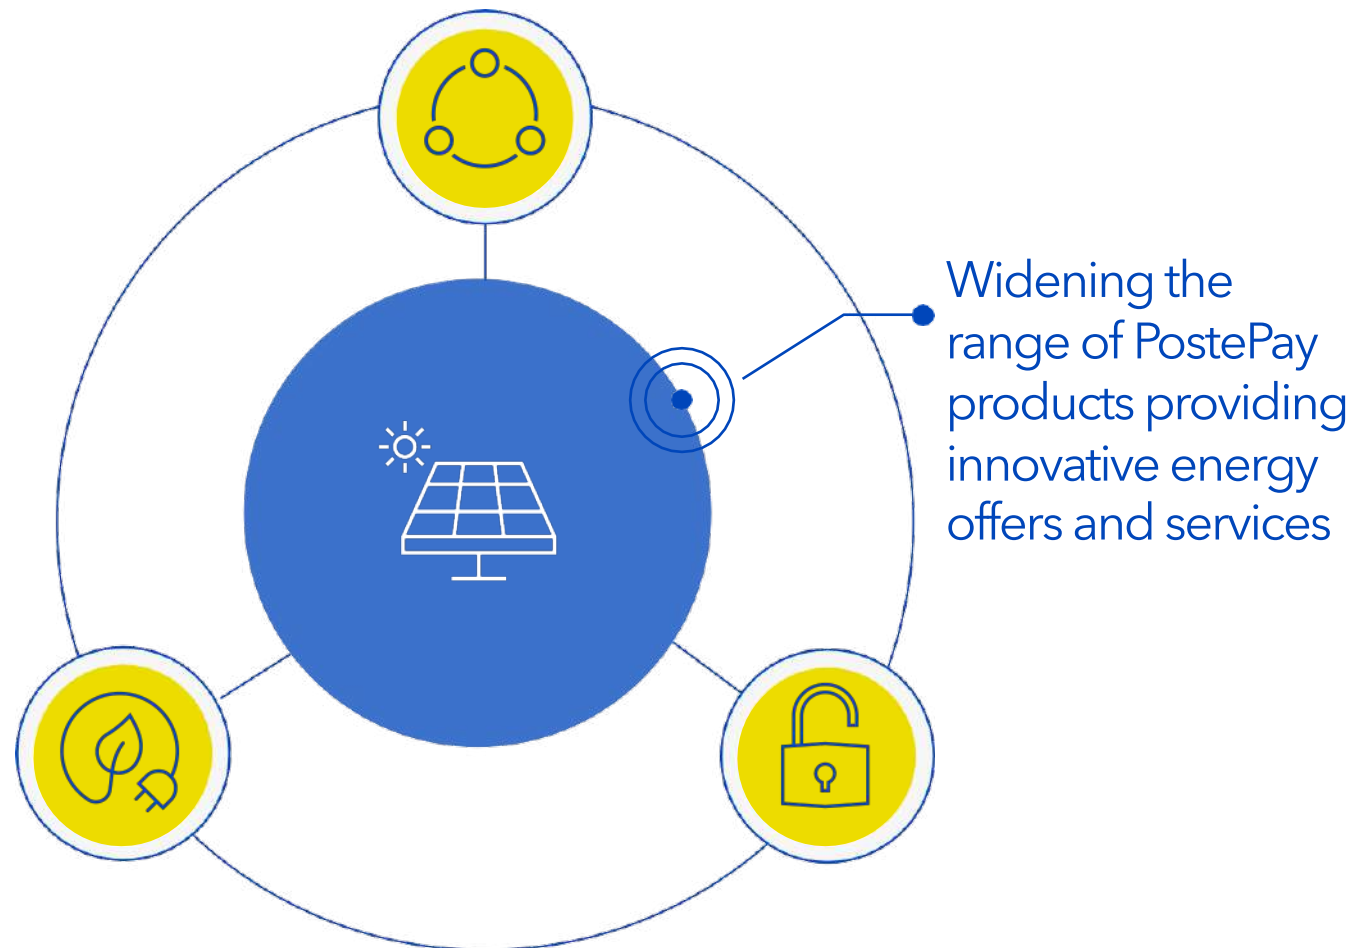 Widening the
range of PostePay
products providing
innovative energy
offers and services